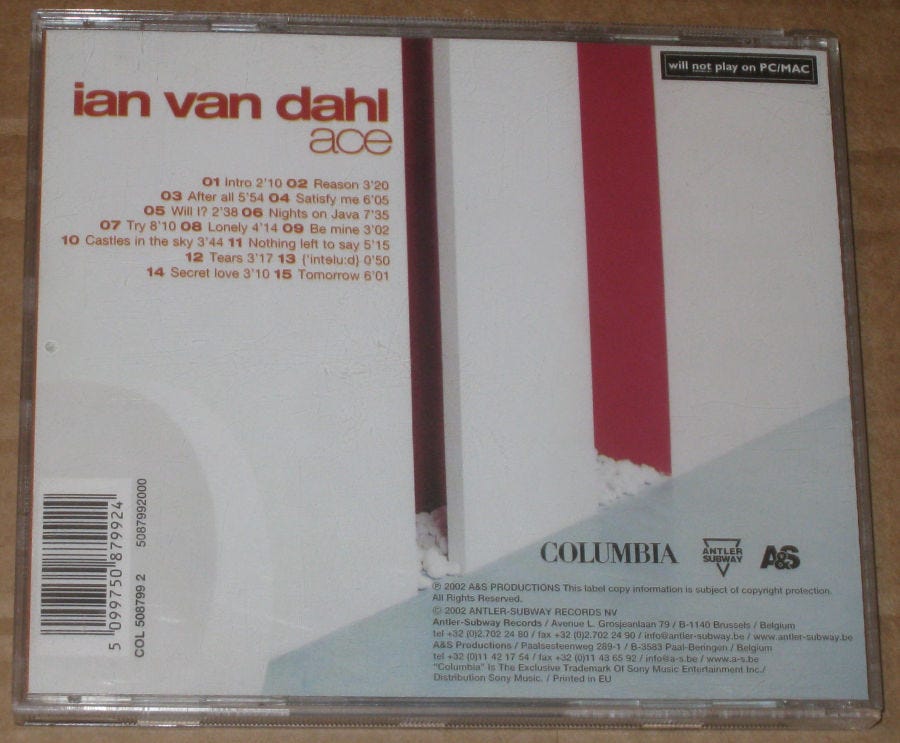 will not play on PC/MAC
ian van dahl
ace
01 Intro 2'10 02 Reason 3'20
03 After all 5'54 04 Satisfy me 6'05
05 Will I? 2'38 06 Nights on Java 7'35
07 Try 8'10 08 Lonely 4'14 09 Be mine 3'02
10 Castles in the sky 3'44 11 Nothing left to say 5'15
12 Tears 3'17 13 {'intəlu:d} 0'50
14 Secret love 3'10 15 Tomorrow 6'01
5 099750 879924
COL 508799 2
5087992000
COLUMBIA
ANTLER
SUBWAY
A&S
℗ 2002 A&S PRODUCTIONS This label copy information is subject of copyright protection.
All Rights Reserved.
© 2002 ANTLER-SUBWAY RECORDS NV
Antler-Subway Records / Avenue L. Grosjeanlaan 79 / B-1140 Brussels / Belgium
tel +32 (0)2.702 24 80 / fax +32 (0)2.702 24 90 / info@antler-subway.be / www.antler-subway.be
A&S Productions / Paalsesteenweg 289-1 / B-3583 Paal-Beringen / Belgium
tel +32 (0)11 42 17 54 / fax +32 (0)11 43 65 92 / info@a-s.be / www.a-s.be
"Columbia" Is The Exclusive Trademark Of Sony Music Entertainment Inc./
Distribution Sony Music. / Printed in EU